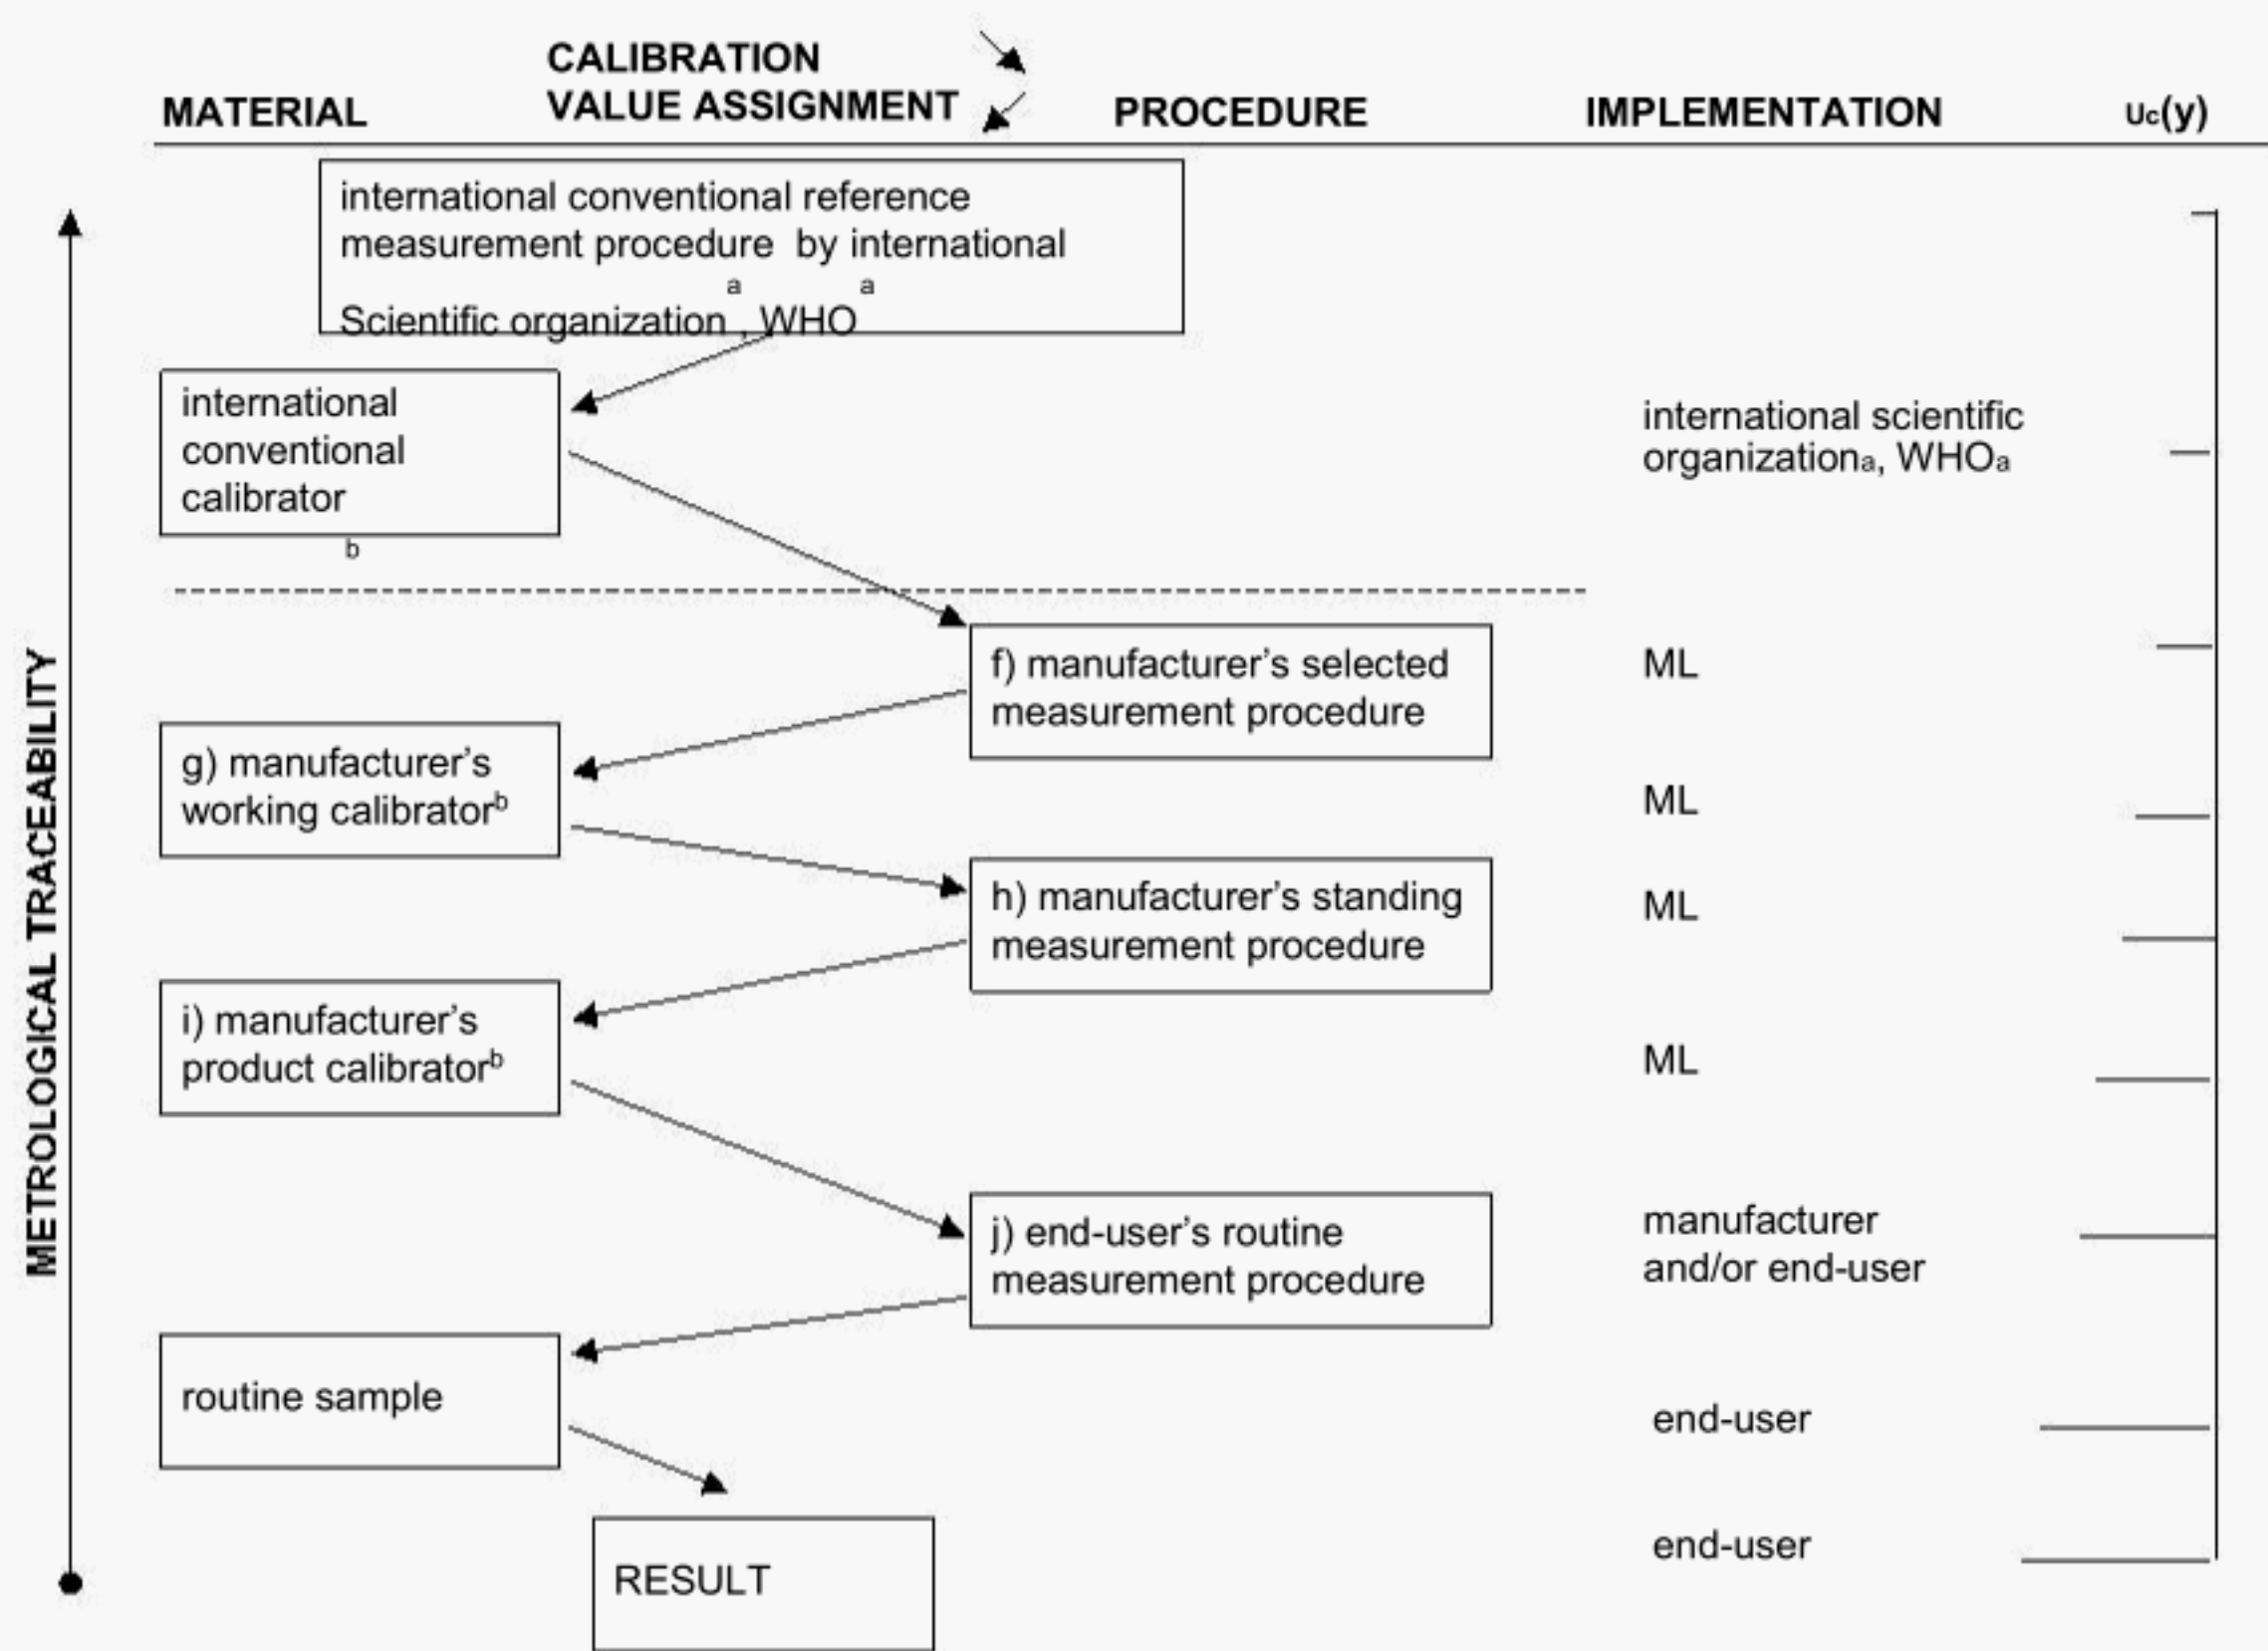 CALIBRATION
VALUE ASSIGNMENT
MATERIAL
PROCEDURE
IMPLEMENTATION
Uc(y)
METROLOGICAL TRACEABILITY
international conventional reference
measurement procedure by international
Scientific organization a, WHO a
international
conventional
calibrator
b
international scientific
organizationa, WHOa
f) manufacturer's selected
measurement procedure
ML
g) manufacturer's
working calibratorb
ML
h) manufacturer's standing
measurement procedure
ML
i) manufacturer's
product calibratorb
ML
j) end-user's routine
measurement procedure
manufacturer
and/or end-user
routine sample
end-user
RESULT
end-user